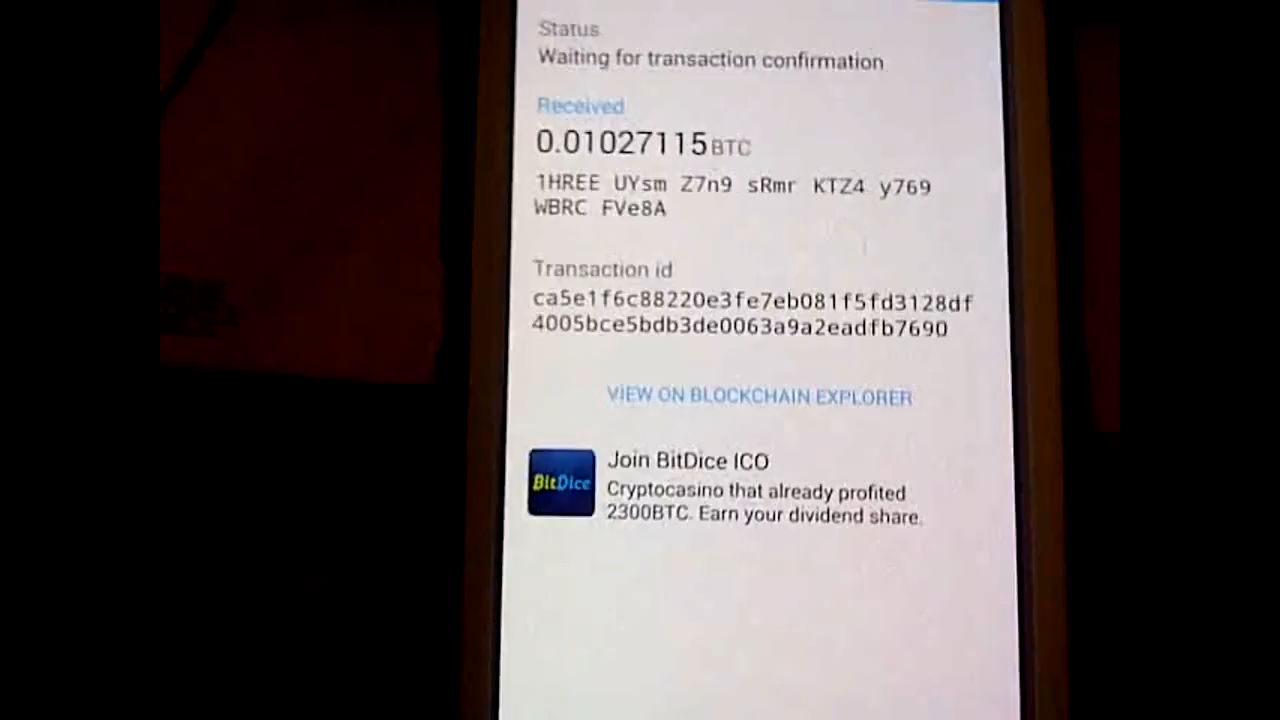 Status
Waiting for transaction confirmation
Received
0.01027115BTC
1HREE UYsm Z7n9 sRmr KTZ4 y769
WBRC FVe8A
Transaction id
ca5e1f6c88220e3fe7eb081f5fd3128df
4005bce5bdb3de0063a9a2eadfb7690
VIEW ON BLOCKCHAIN EXPLORER
BitDice
Join BitDice ICO
Cryptocasino that already profited
2300BTC. Earn your dividend share.